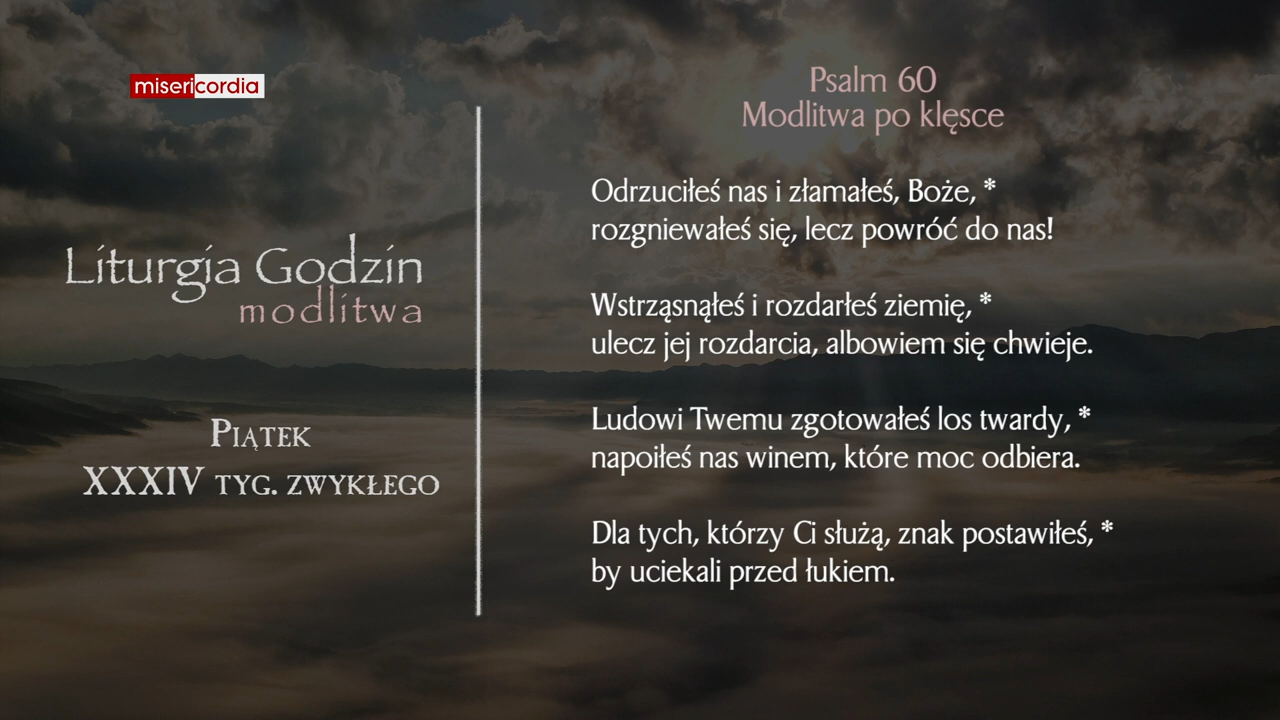 misericordia
Liturgia Godzin
modlitwa
Piątek
XXXIV tyg. zwykłego
Psalm 60
Modlitwa po klęsce
Odrzuciłeś nas i złamałeś, Boże, *
rozgniewałeś się, lecz powróć do nas!
Wstrząsnąłeś i rozdarłeś ziemię, *
ulecz jej rozdarcia, albowiem się chwieje.
Ludowi Twemu zgotowałeś los twardy, *
napoiłeś nas winem, które moc odbiera.
Dla tych, którzy Ci służą, znak postawiłeś, *
by uciekali przed łukiem.